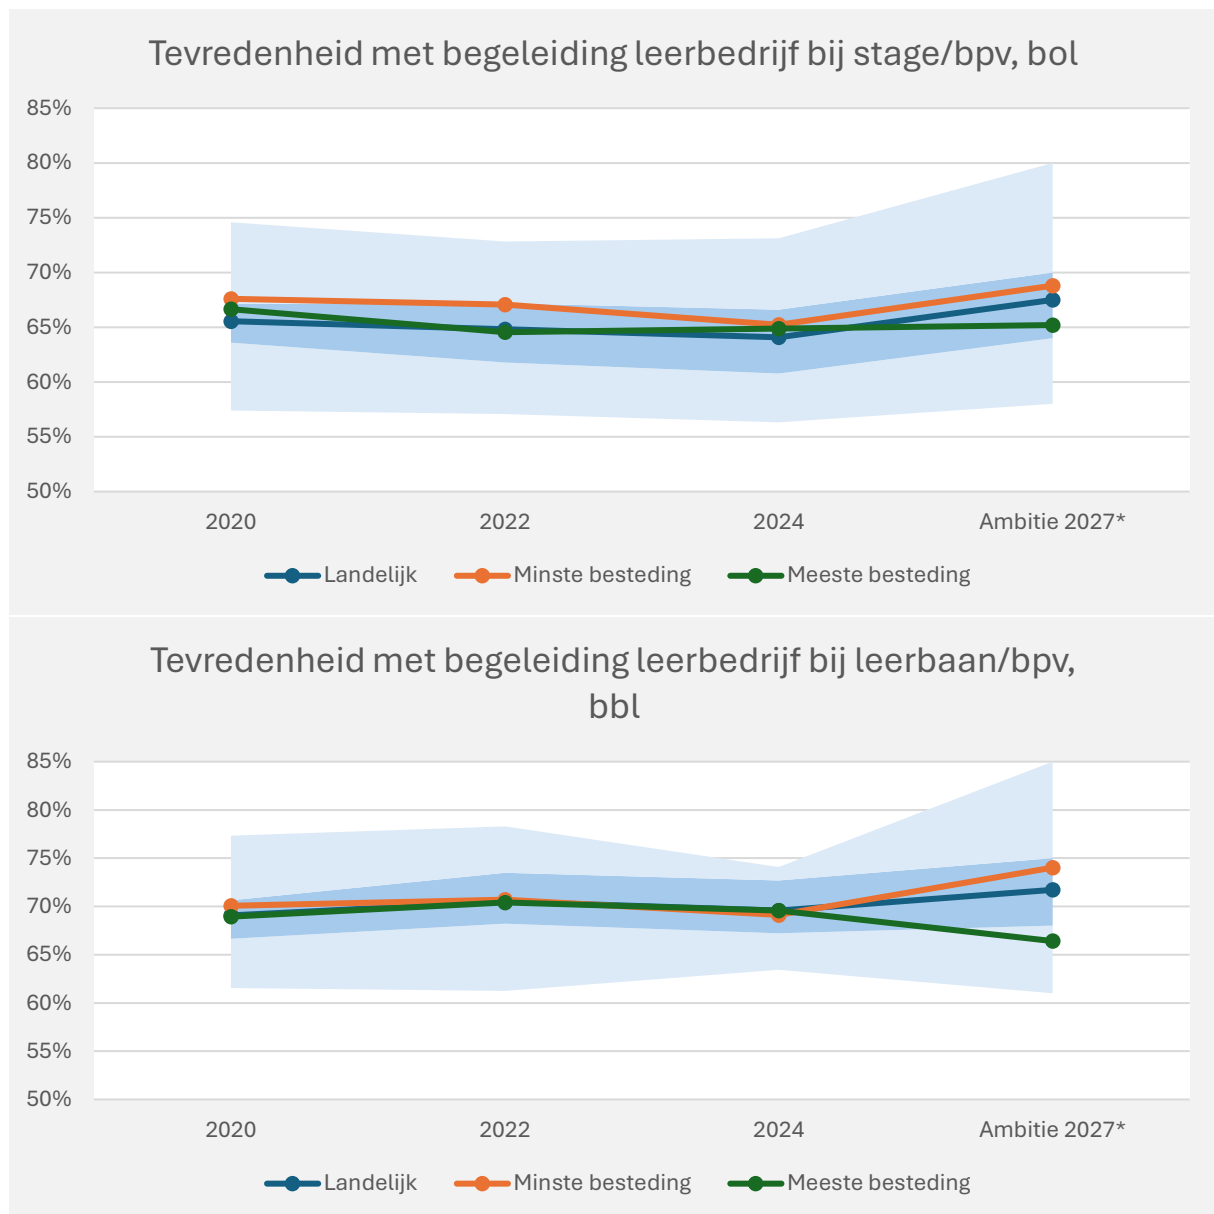 Tevredenheid met begeleiding leerbedrijf bij stage/bpv, bol
85%
80%
75%
70%
65%
60%
55%
50%
2020 2022 2024 Ambitie 2027*
Landelijk Minste besteding Meeste besteding
Tevredenheid met begeleiding leerbedrijf bij leerbaan/bpv,
bbl
85%
80%
75%
70%
65%
60%
55%
50%
2020 2022 2024 Ambitie 2027*
Landelijk Minste besteding Meeste besteding